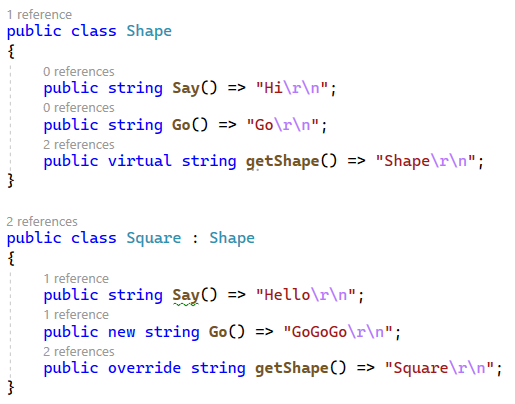 1 reference
public class Shape
{
0 references
public string Say() => "Hi\r\n";
0 references
public string Go() => "Go\r\n";
2 references
public virtual string getShape() => "Shape\r\n";
}
2 references
public class Square : Shape
{
1 reference
public string Say() => "Hello\r\n";
1 reference
public new string Go() => "GoGoGo\r\n";
2 references
public override string getShape() => "Square\r\n";
}